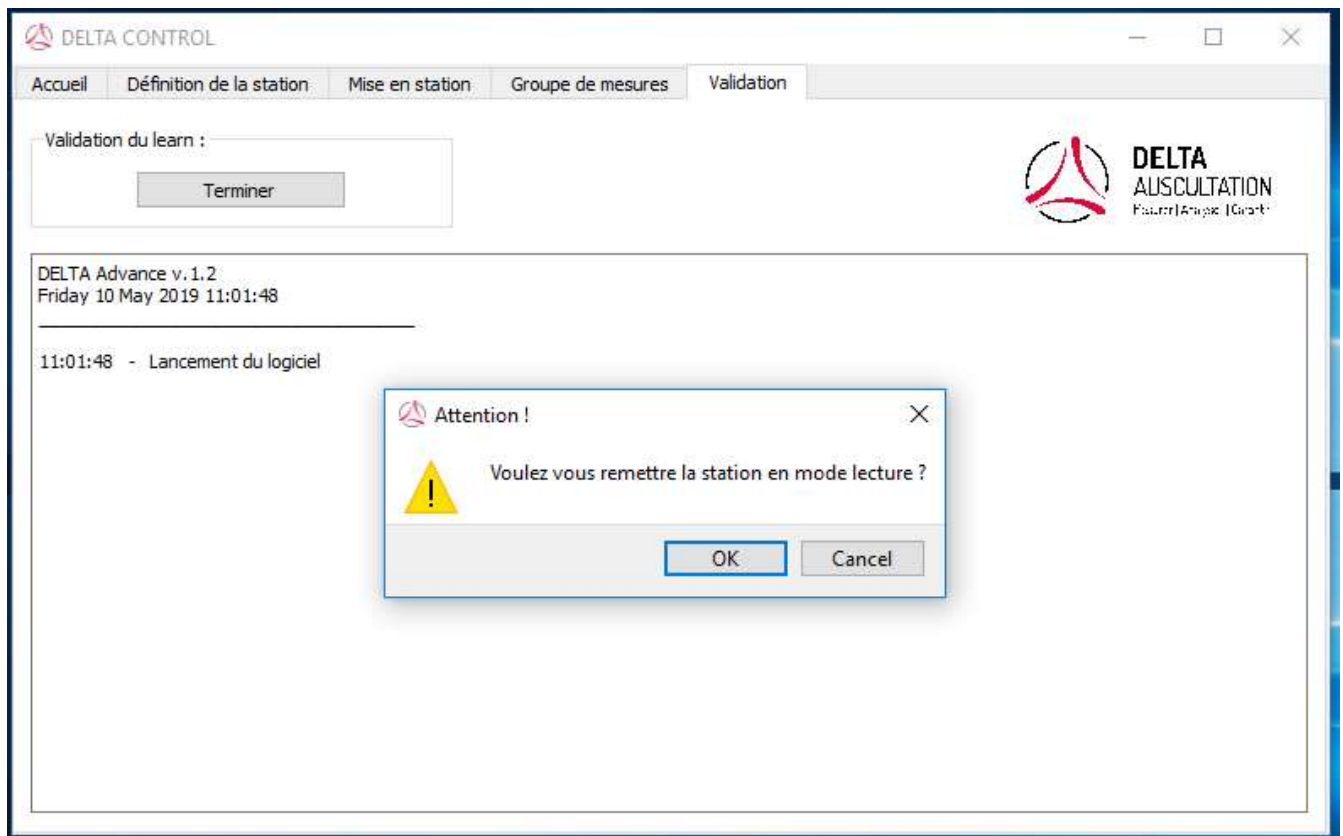 DELTA CONTROL
Accueil Définition de la station Mise en station Groupe de mesures Validation
Validation du learn :
Terminer
DELTA
AUSCULTATION
DELTA Advance v.1.2
Friday 10 May 2019 11:01:48
11:01:48 - Lancement du logiciel
Attention !
Voulez vous remettre la station en mode lecture ?
OK Cancel